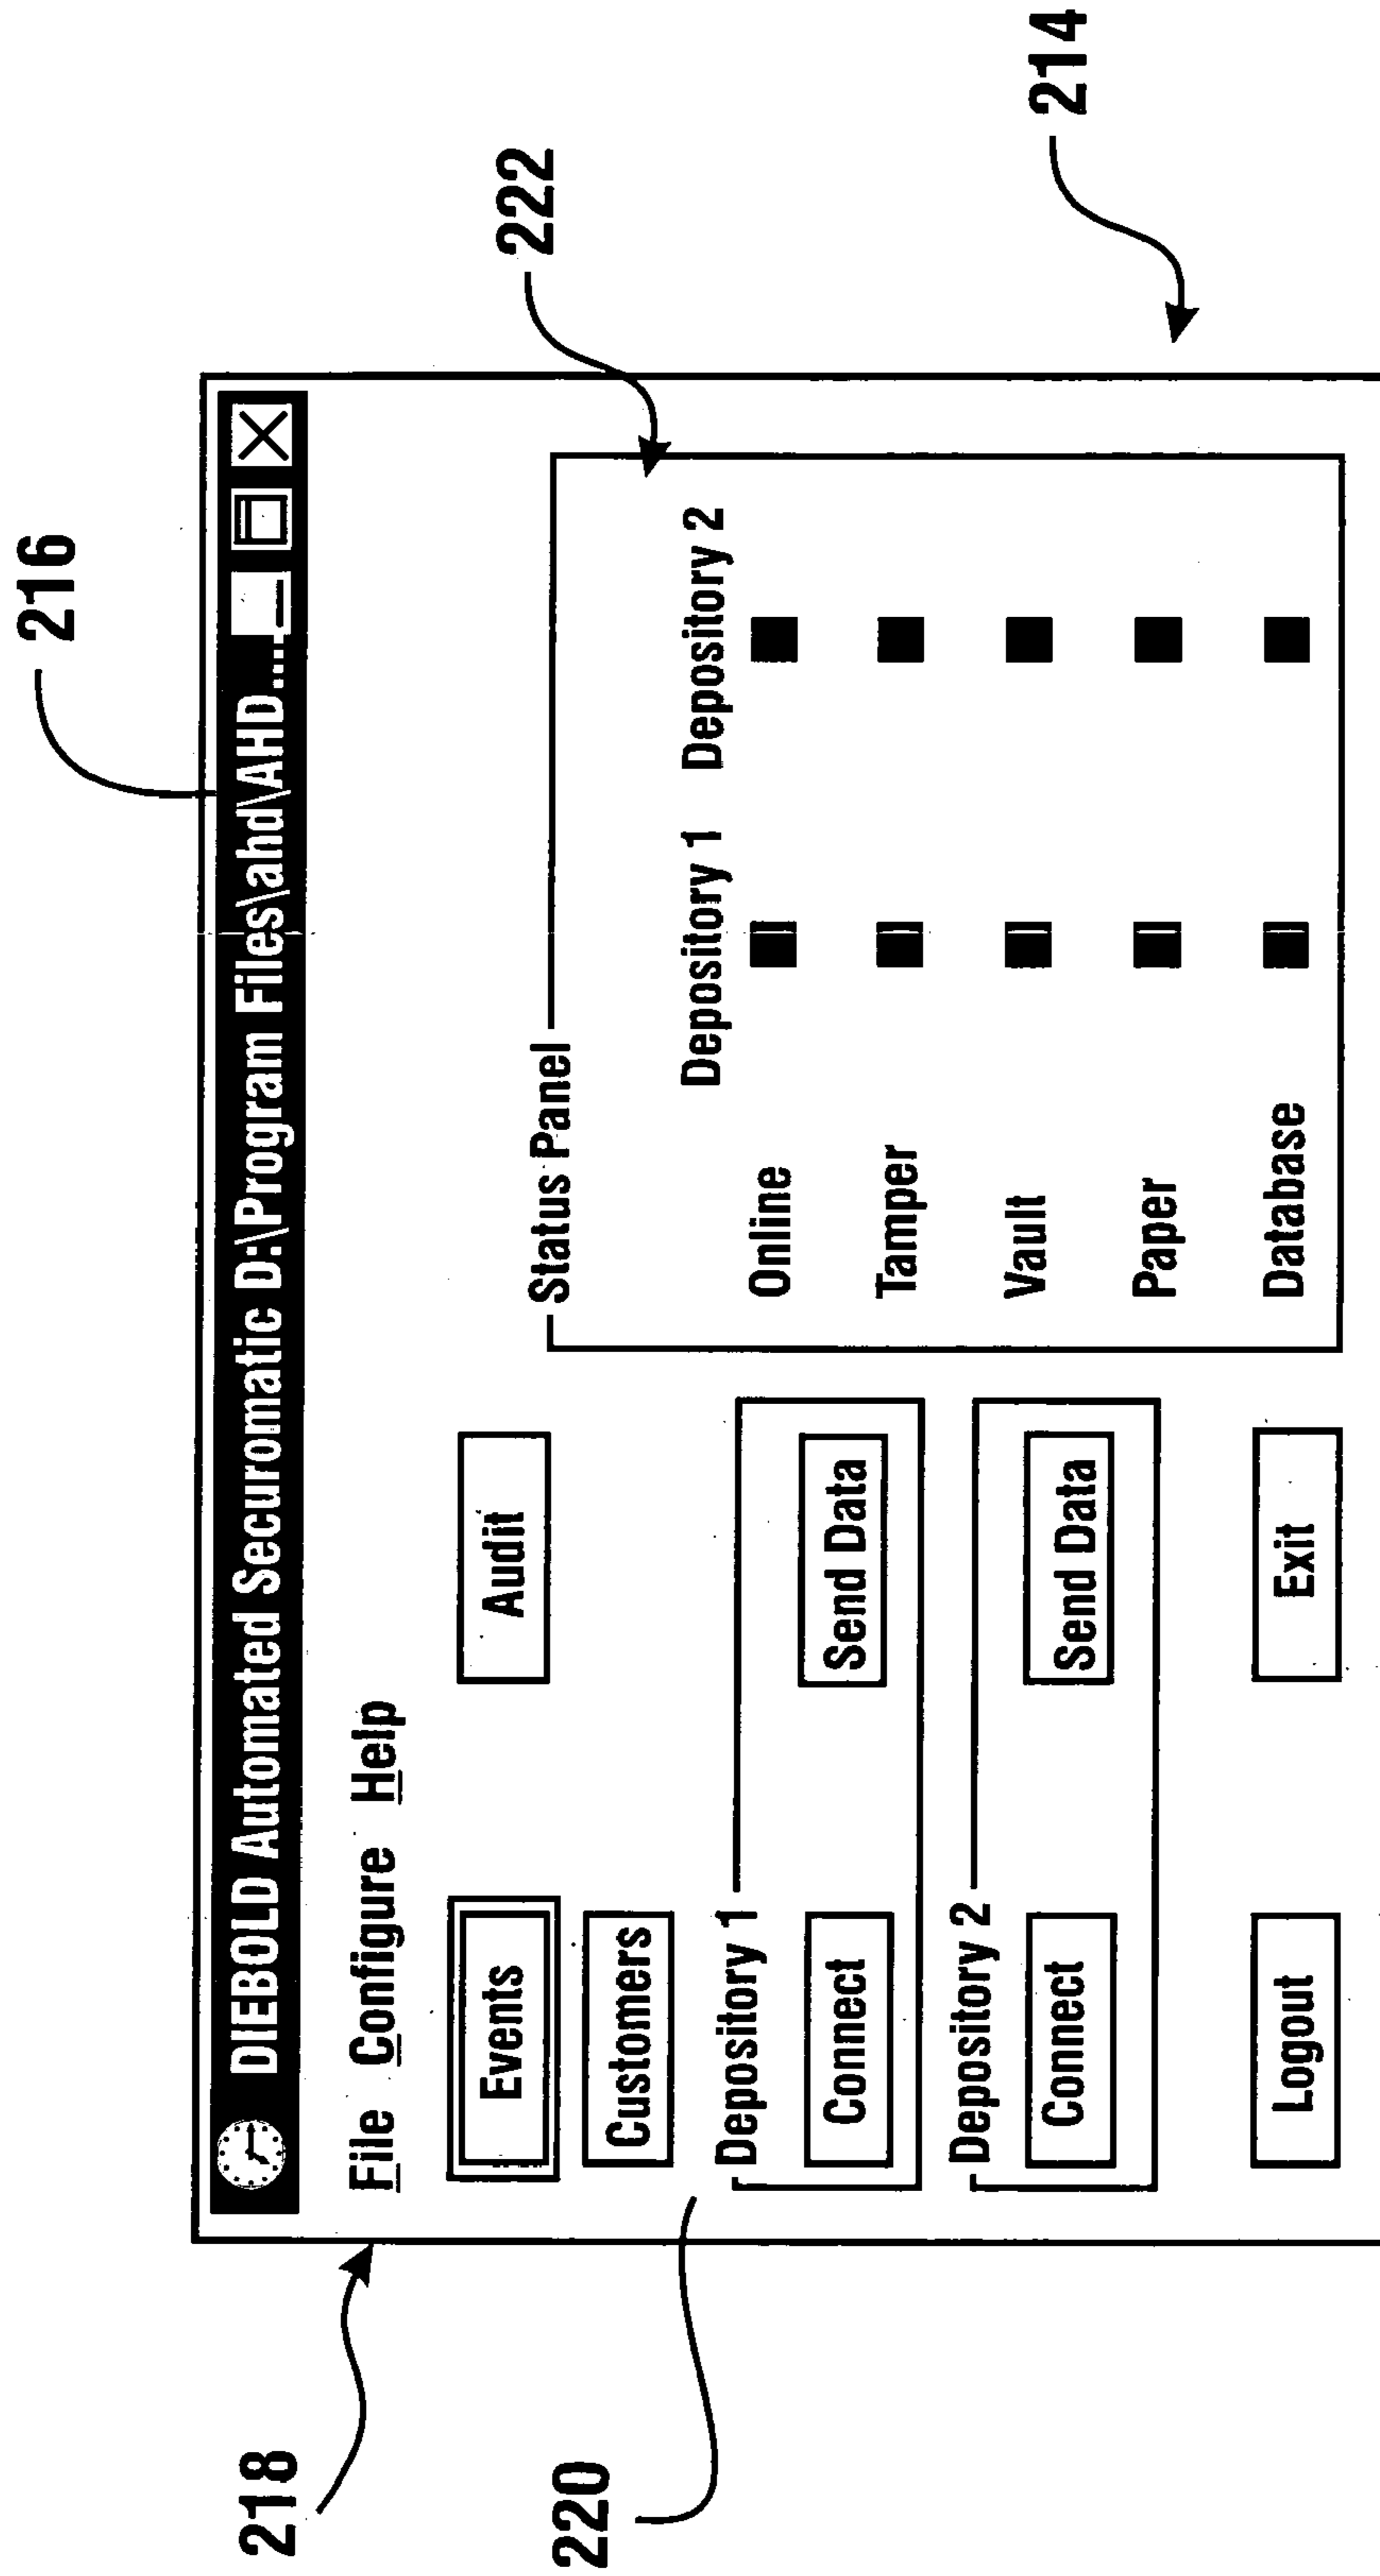 216
DIEBOLD Automated Securomatic D:\Program Files\ahd\AHD...
218
File Configure Help
222
Events
Audit
Customers
220
Status Panel
Depository 1 Depository 2
Online
Tamper
Vault
Paper
Database
Depository 1
Connect
Send Data
Depository 2
Connect
Send Data
Logout
Exit
214